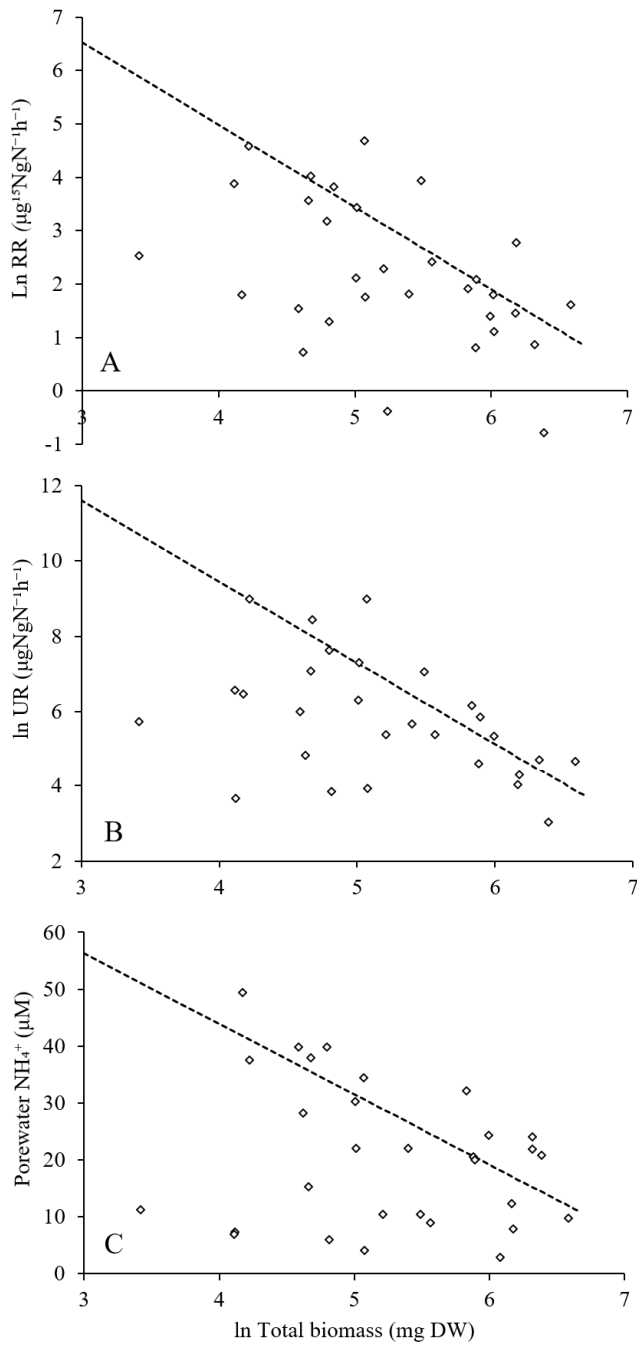 7
6
5
4
3
2
1
0
-1
Ln RR (µg¹⁵NgN⁻¹h⁻¹)
A
3 4 5 6 7
12
10
8
6
4
2
ln UR (µgNgN⁻¹h⁻¹)
B
3 4 5 6 7
60
50
40
30
20
10
0
Porewater NH₄⁺ (µM)
C
3 4 5 6 7
ln Total biomass (mg DW)